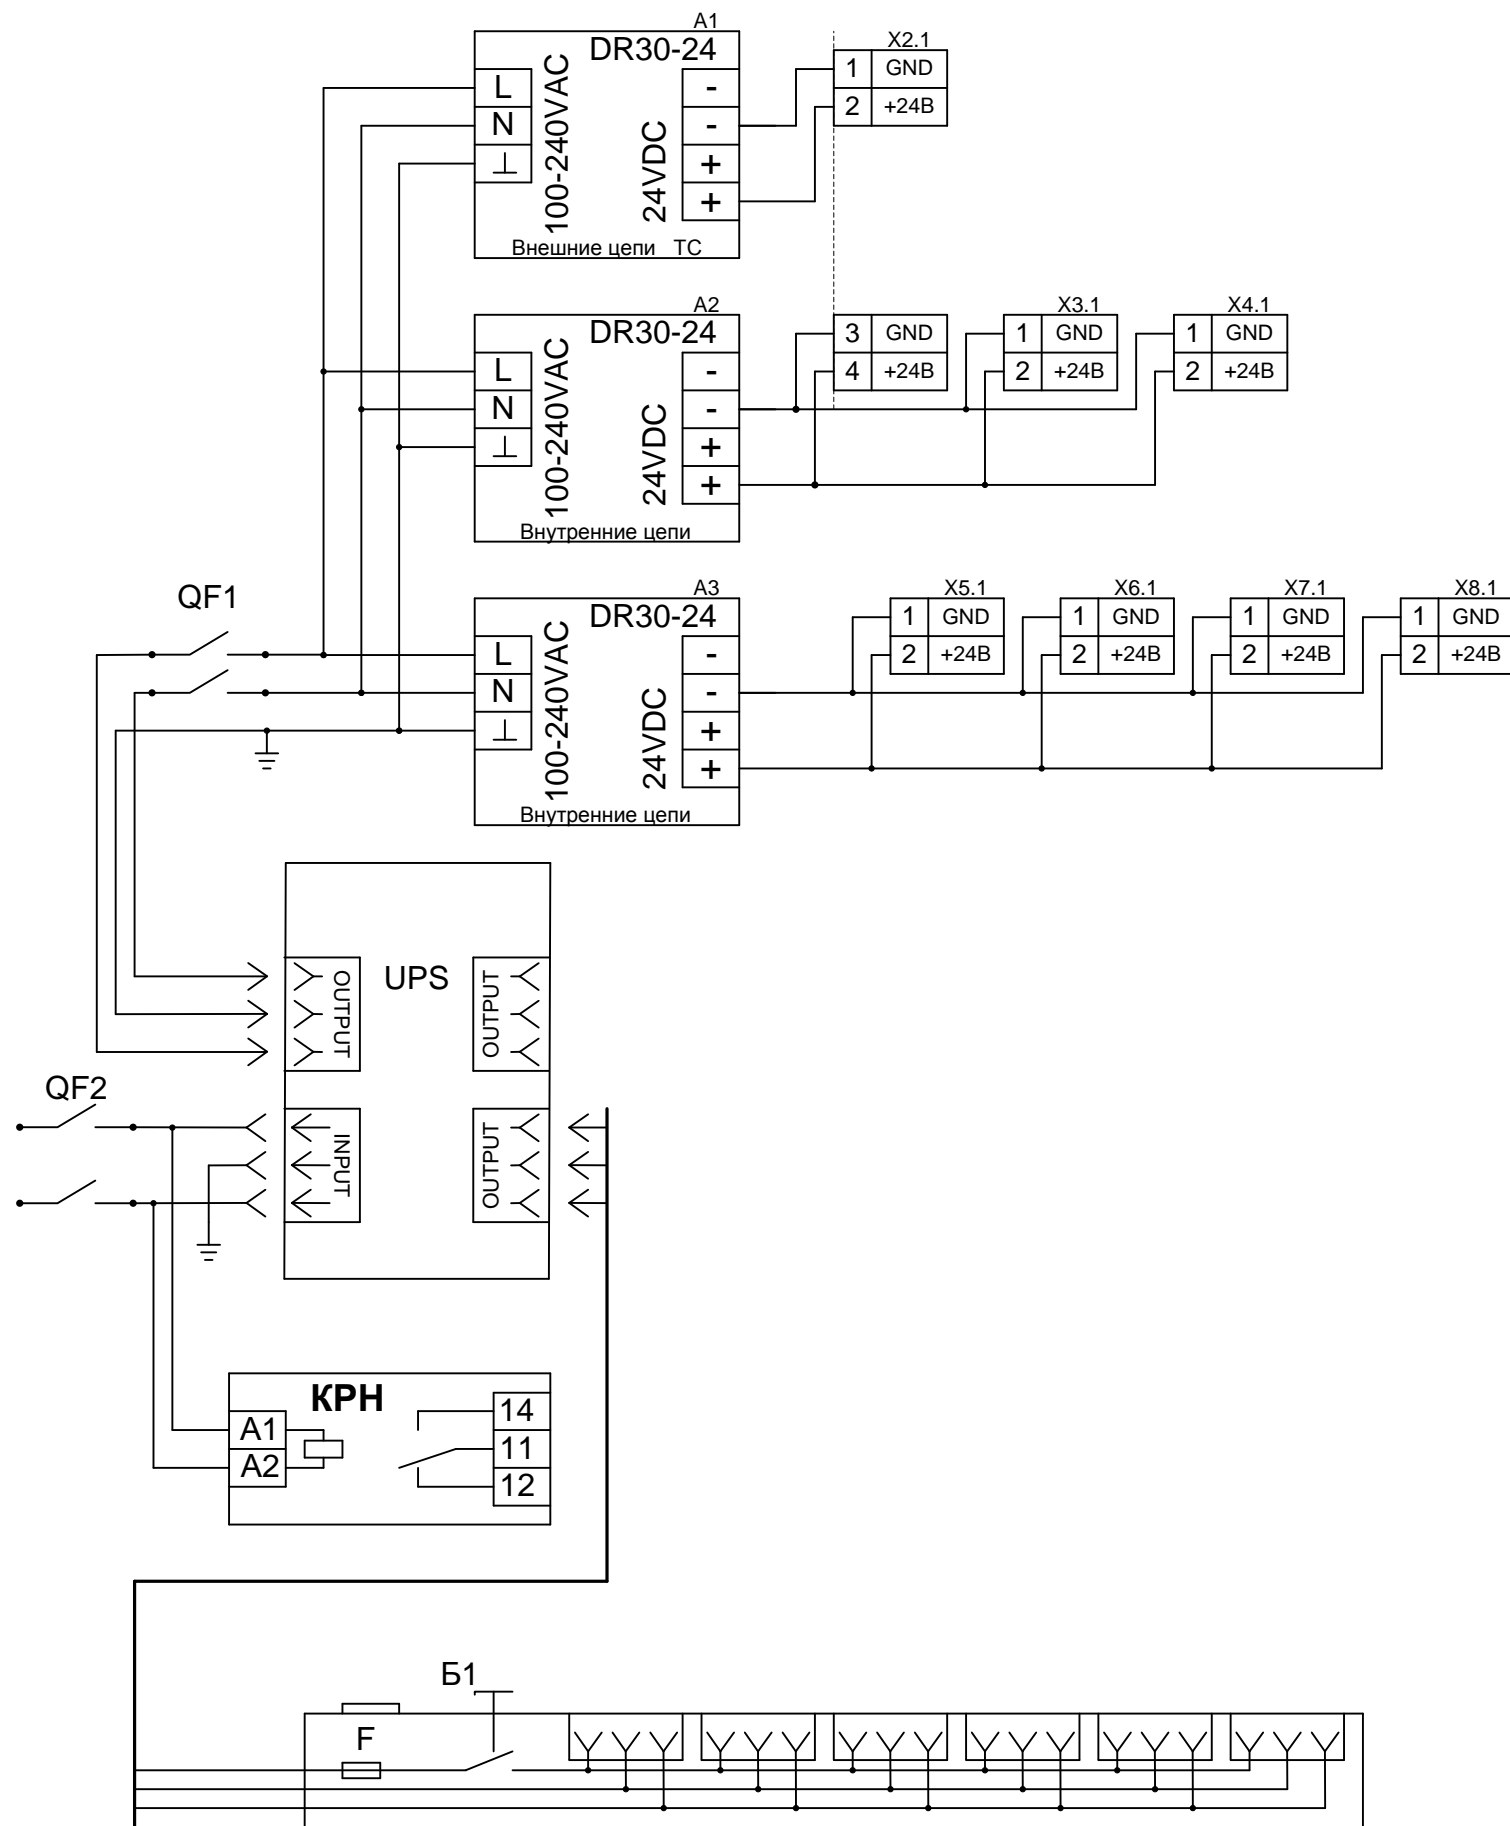 A1
DR30-24
L
N
100-240VAC
24VDC
-
-
+
+
Внешние цепи ТС
X2.1
1 GND
2 +24В
A2
DR30-24
L
N
100-240VAC
24VDC
-
-
+
+
Внутренние цепи
3 GND
4 +24В
X3.1
1 GND
2 +24В
X4.1
1 GND
2 +24В
QF1
A3
DR30-24
L
N
100-240VAC
24VDC
-
-
+
+
Внутренние цепи
X5.1
1 GND
2 +24В
X6.1
1 GND
2 +24В
X7.1
1 GND
2 +24В
X8.1
1 GND
2 +24В
UPS
OUTPUT
OUTPUT
QF2
INPUT
OUTPUT
КРН
A1
A2
14
11
12
Б1
F